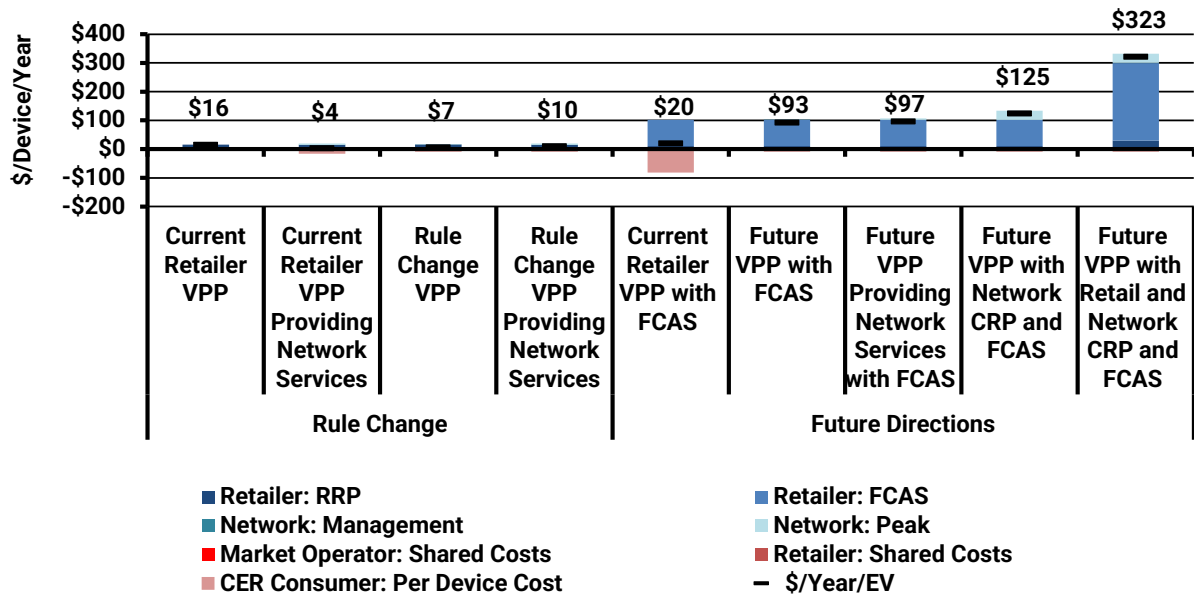 $/Device/Year
$400
$300
$200
$100
$0
-$100
-$200
$16
$4
$7
$10
$20
$93
$97
$125
$323
Current
Retailer
VPP
Current
Retailer
VPP
Providing
Network
Services
Rule
Change
VPP
Rule
Change
VPP
Providing
Network
Services
Current
Retailer
VPP with
FCAS
Future
VPP with
FCAS
Future
VPP
Providing
Network
Services
with FCAS
Future
VPP with
Network
CRP and
FCAS
Future
VPP with
Retail and
Network
CRP and
FCAS
Rule Change
Future Directions
Retailer: RRP
Retailer: FCAS
Network: Management
Network: Peak
Market Operator: Shared Costs
Retailer: Shared Costs
CER Consumer: Per Device Cost
$/Year/EV